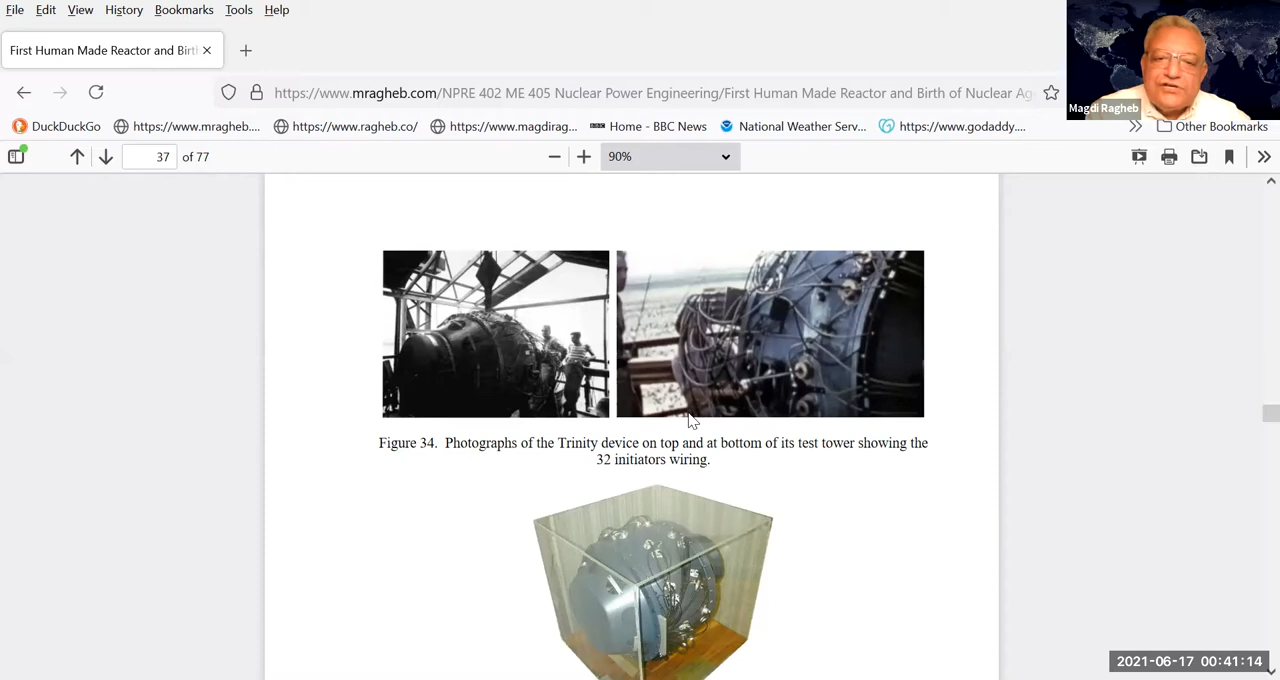 File Edit View History Bookmarks Tools Help
First Human Made Reactor and Birt
https://www.mragheb.com/NPRE 402 ME 405 Nuclear Power Engineering/First Human Made Reactor and Birth of Nuclear Ag
Magdi Ragheb
DuckDuckGo https://www.mragheb.... https://www.ragheb.co/ https://www.magdirag... Home - BBC News National Weather Serv... https://www.godaddy.... Other Bookmarks
37 of 77 90%
Figure 34. Photographs of the Trinity device on top and at bottom of its test tower showing the
32 initiators wiring.
2021-06-17 00:41:14